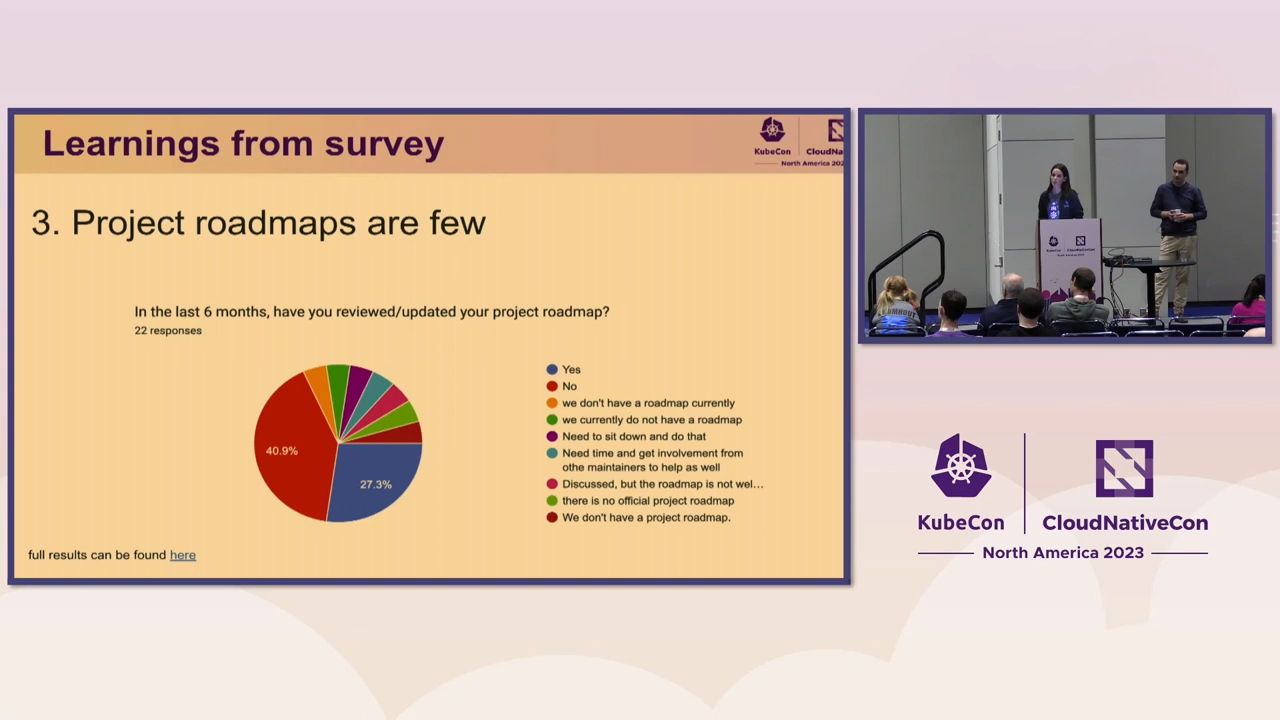 Learnings from survey
KubeCon
CloudNa
North America 202
3. Project roadmaps are few
In the last 6 months, have you reviewed/updated your project roadmap?
22 responses
40.9%
27.3%
Yes
No
we don't have a roadmap currently
we currently do not have a roadmap
Need to sit down and do that
Need time and get involvement from
othe maintainers to help as well
Discussed, but the roadmap is not wel...
there is no official project roadmap
We don't have a project roadmap.
full results can be found here
KubeCon
CloudNativeCon
North America 2023